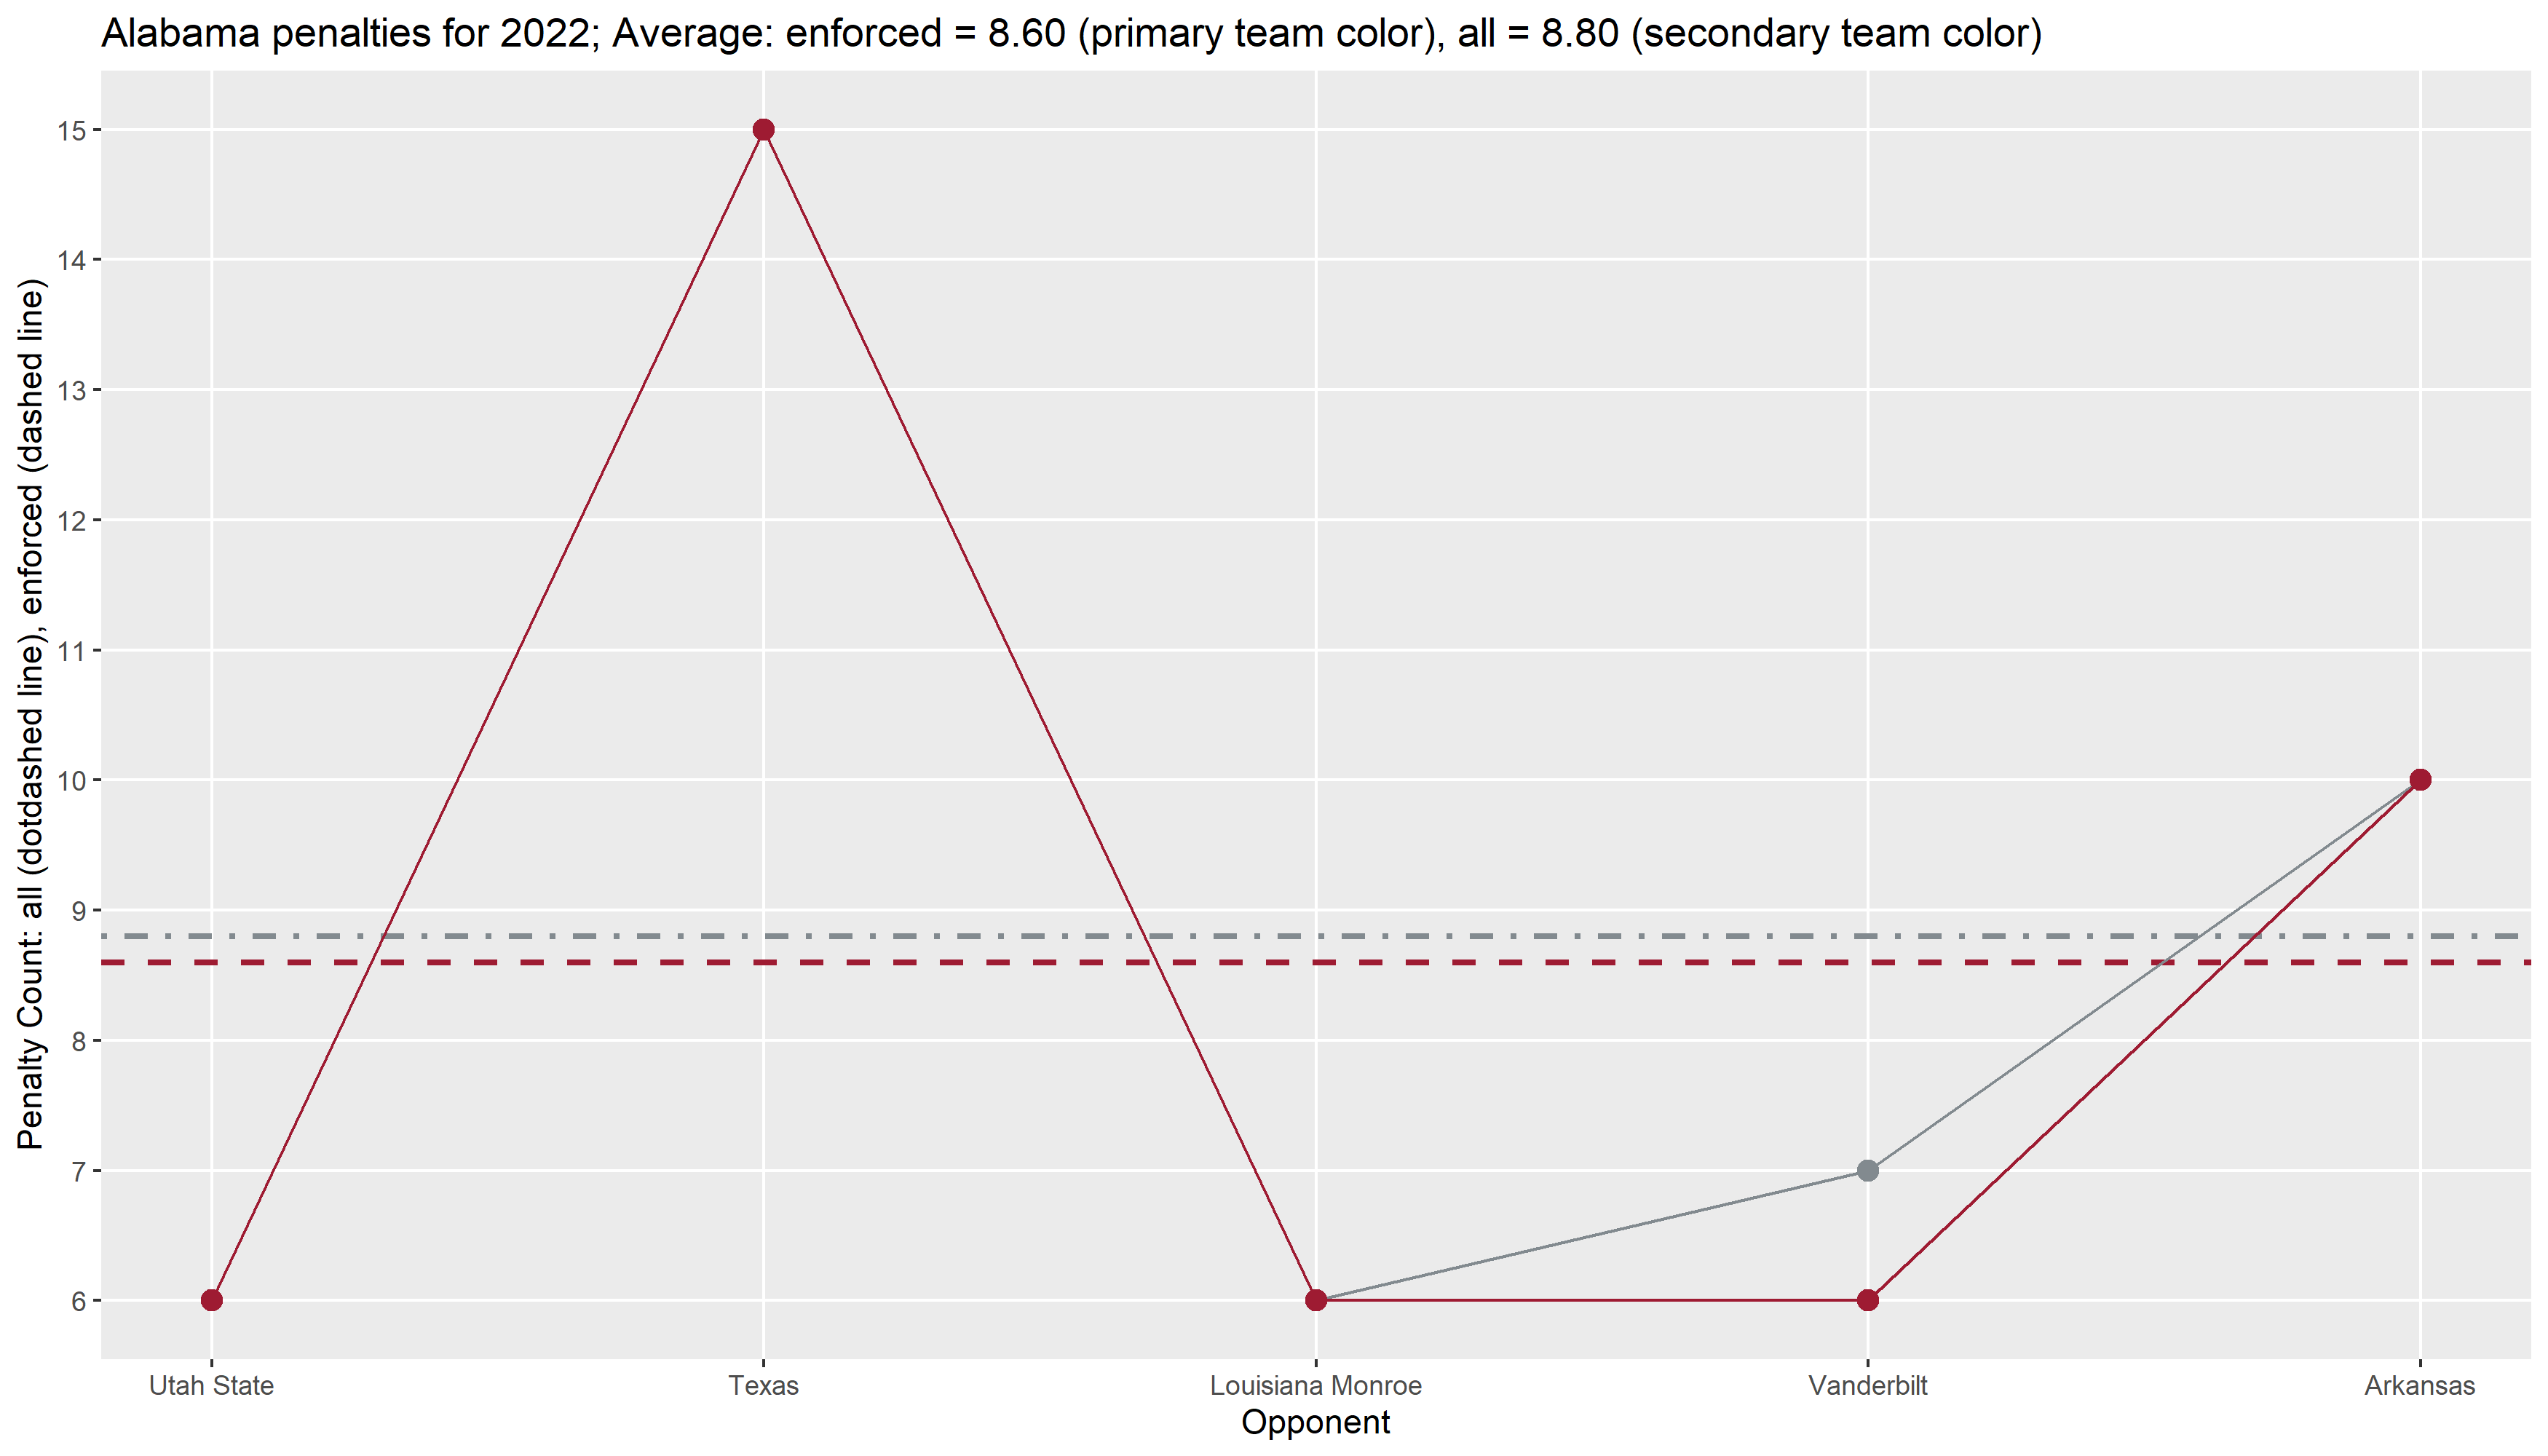 Alabama penalties for 2022; Average: enforced = 8.60 (primary team color), all = 8.80 (secondary team color)
Penalty Count: all (dotdashed line), enforced (dashed line)
15
14
13
12
11
10
9
8
7
6
Utah State
Texas
Louisiana Monroe
Vanderbilt
Arkansas
Opponent